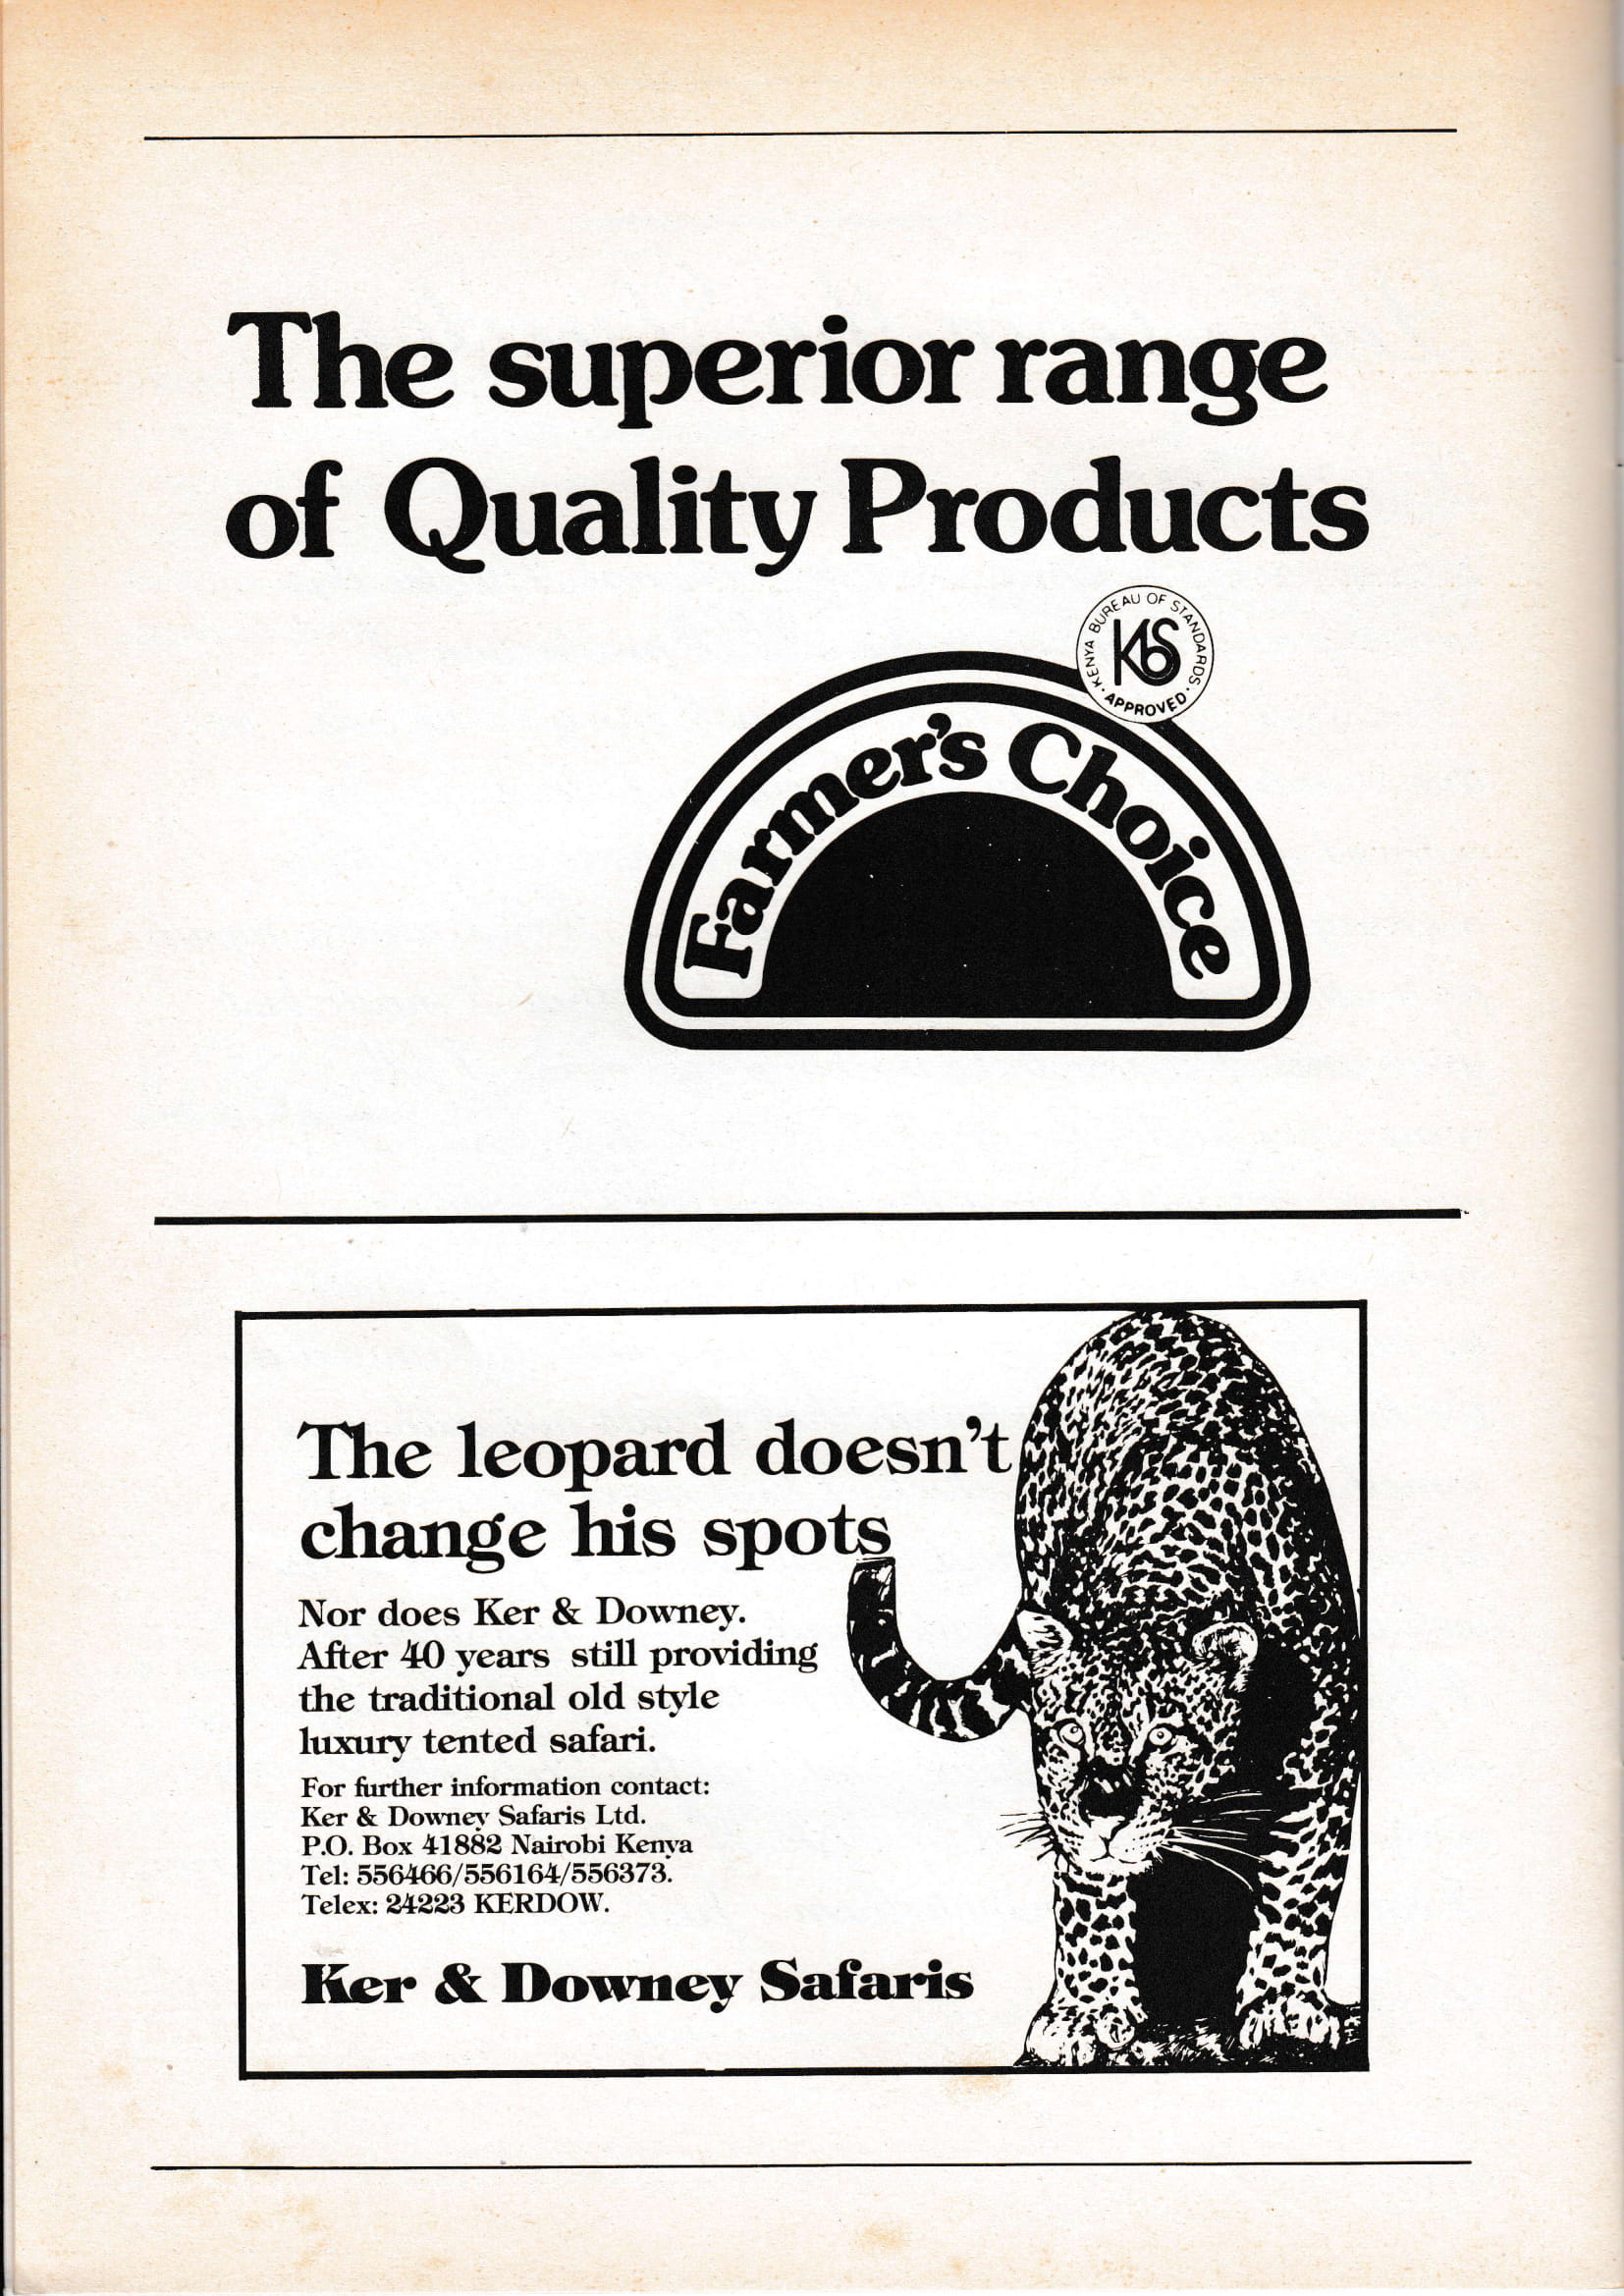 The superior range
of Quality Products
KENYA BUREAU OF STANDARDS
KbS
· APPROVED ·
Farmer's Choice
The leopard doesn't
change his spots
Nor does Ker & Downey.
After 40 years still providing
the traditional old style
luxury tented safari.
For further information contact:
Ker & Downey Safaris Ltd.
P.O. Box 41882 Nairobi Kenya
Tel: 556466/556164/556373.
Telex: 24223 KERDOW.
Ker & Downey Safaris